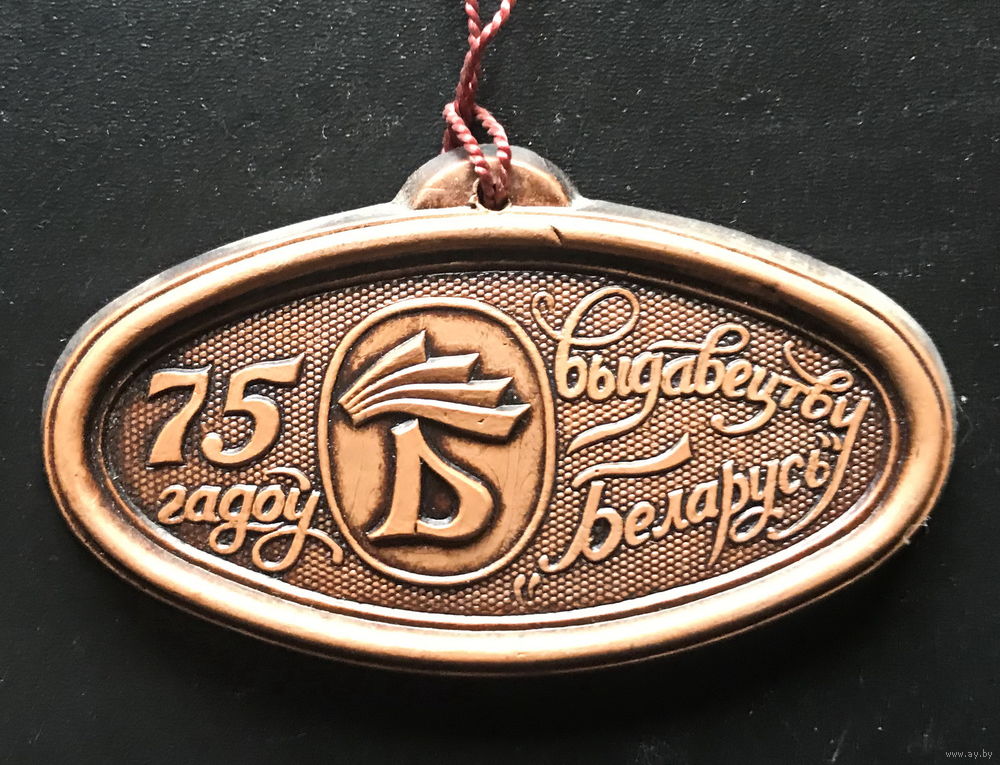 75
гадоў
Б
выдавецтву
„Беларусь“
www.ay.by